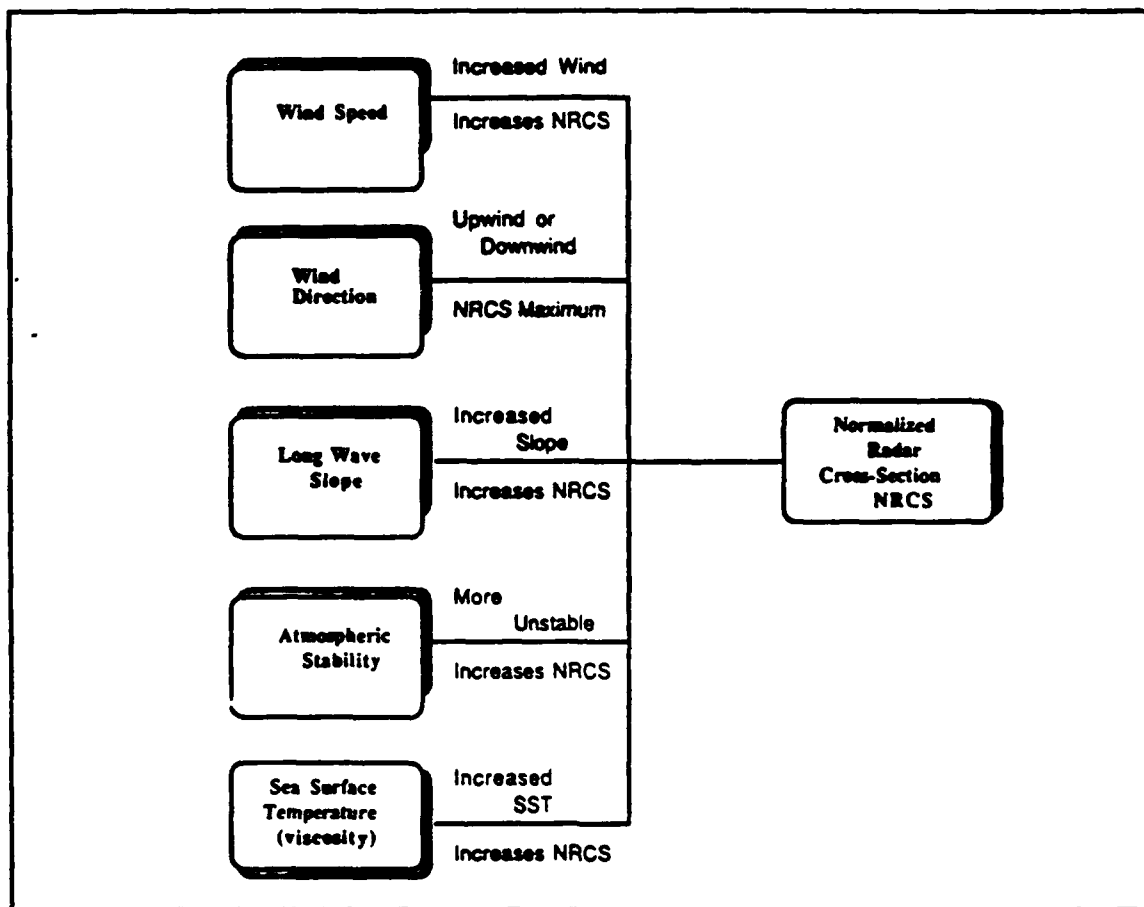 Increased Wind
Wind Speed
Increases NRCS
Upwind or
Downwind
Wind
Direction
NRCS Maximum
Increased
Slope
Long Wave
Slope
Increases NRCS
Normalized
Radar
Cross-Section
NRCS
More
Unstable
Atmospheric
Stability
Increases NRCS
Increased
SST
Sea Surface
Temperature
(viscosity)
Increases NRCS